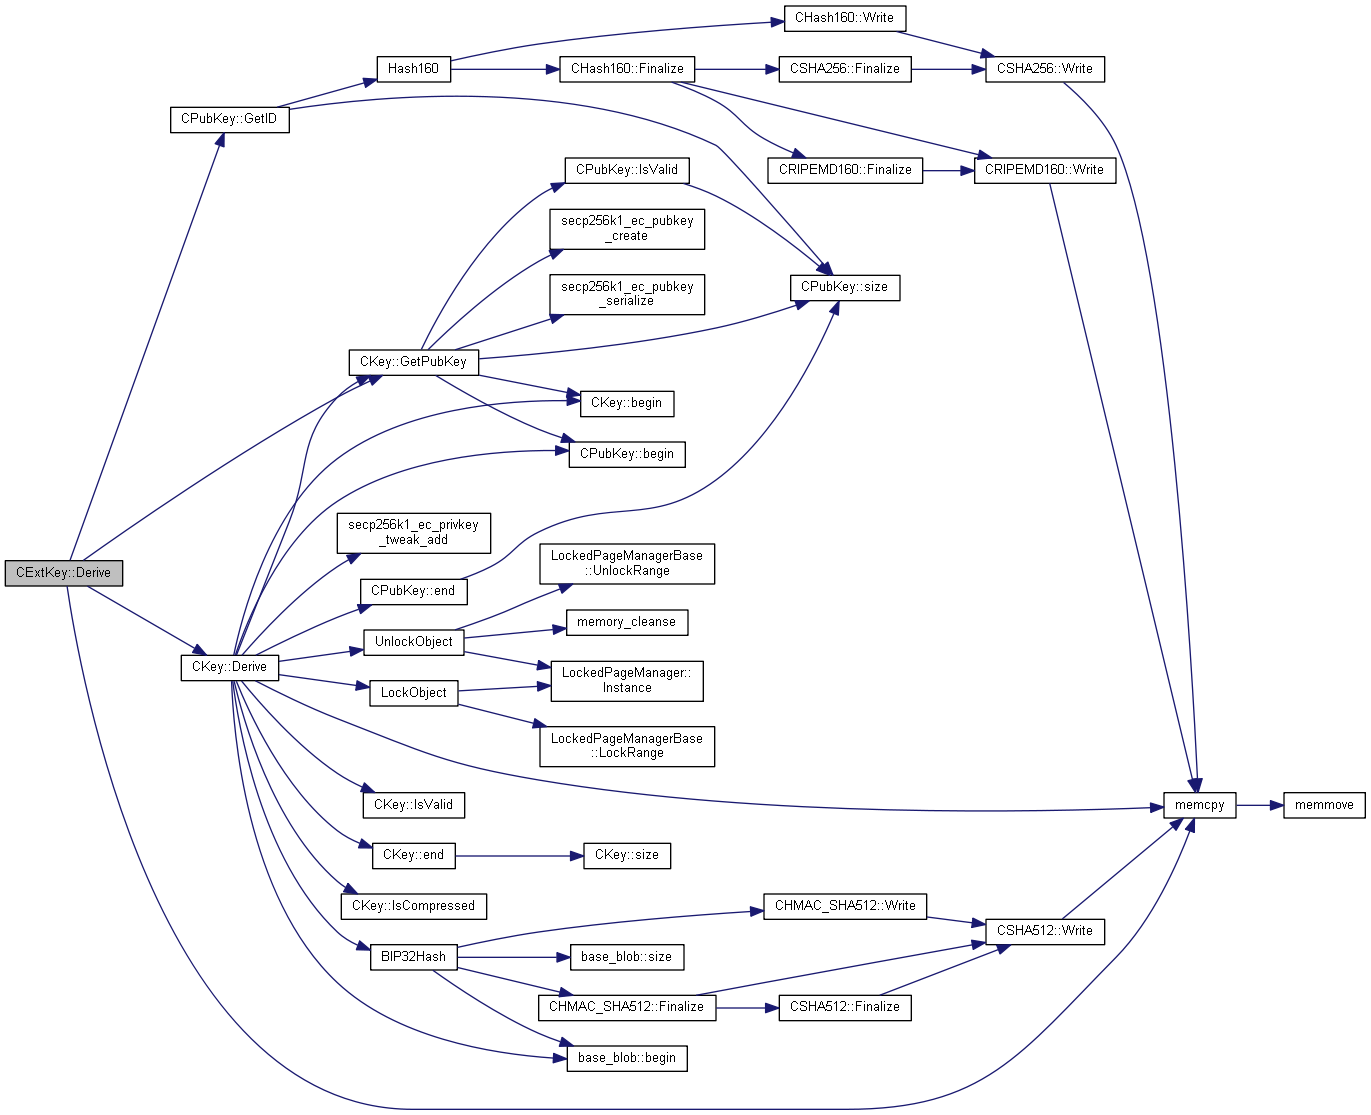 CHash160::Write
Hash160
CHash160::Finalize
CSHA256::Finalize
CSHA256::Write
CPubKey::GetID
CPubKey::IsValid
CRIPEMD160::Finalize
CRIPEMD160::Write
secp256k1_ec_pubkey
_create
secp256k1_ec_pubkey
_serialize
CPubKey::size
CKey::GetPubKey
CKey::begin
CPubKey::begin
secp256k1_ec_privkey
_tweak_add
LockedPageManagerBase
::UnlockRange
CExtKey::Derive
CPubKey::end
memory_cleanse
UnlockObject
CKey::Derive
LockedPageManager::
Instance
LockObject
LockedPageManagerBase
::LockRange
CKey::IsValid
memcpy
memmove
CKey::end
CKey::size
CKey::IsCompressed
CHMAC_SHA512::Write
CSHA512::Write
BIP32Hash
base_blob::size
CHMAC_SHA512::Finalize
CSHA512::Finalize
base_blob::begin